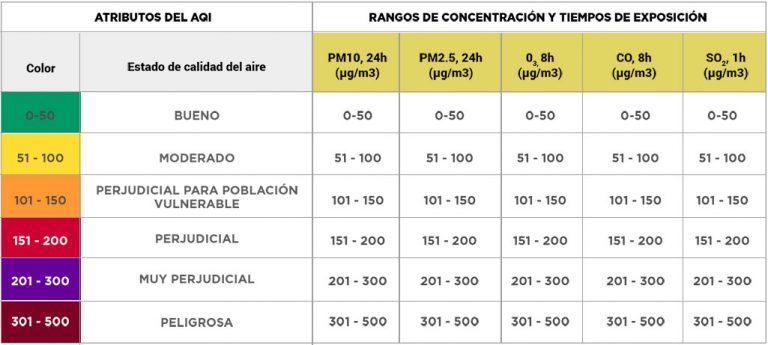 ATRIBUTOS DEL AQI RANGOS DE CONCENTRACIÓN Y TIEMPOS DE EXPOSICIÓN
Color Estado de calidad del aire PM10, 24h (µg/m3) PM2.5, 24h (µg/m3) 0₃, 8h (µg/m3) CO, 8h (µg/m3) SO₂, 1h (µg/m3)
0-50 BUENO 0-50 0-50 0-50 0-50 0-50
51 - 100 MODERADO 51 - 100 51 - 100 51 - 100 51 - 100 51 - 100
101 - 150 PERJUDICIAL PARA POBLACIÓN VULNERABLE 101 - 150 101 - 150 101 - 150 101 - 150 101 - 150
151 - 200 PERJUDICIAL 151 - 200 151 - 200 151 - 200 151 - 200 151 - 200
201 - 300 MUY PERJUDICIAL 201 - 300 201 - 300 201 - 300 201 - 300 201 - 300
301 - 500 PELIGROSA 301 - 500 301 - 500 301 - 500 301 - 500 301 - 500